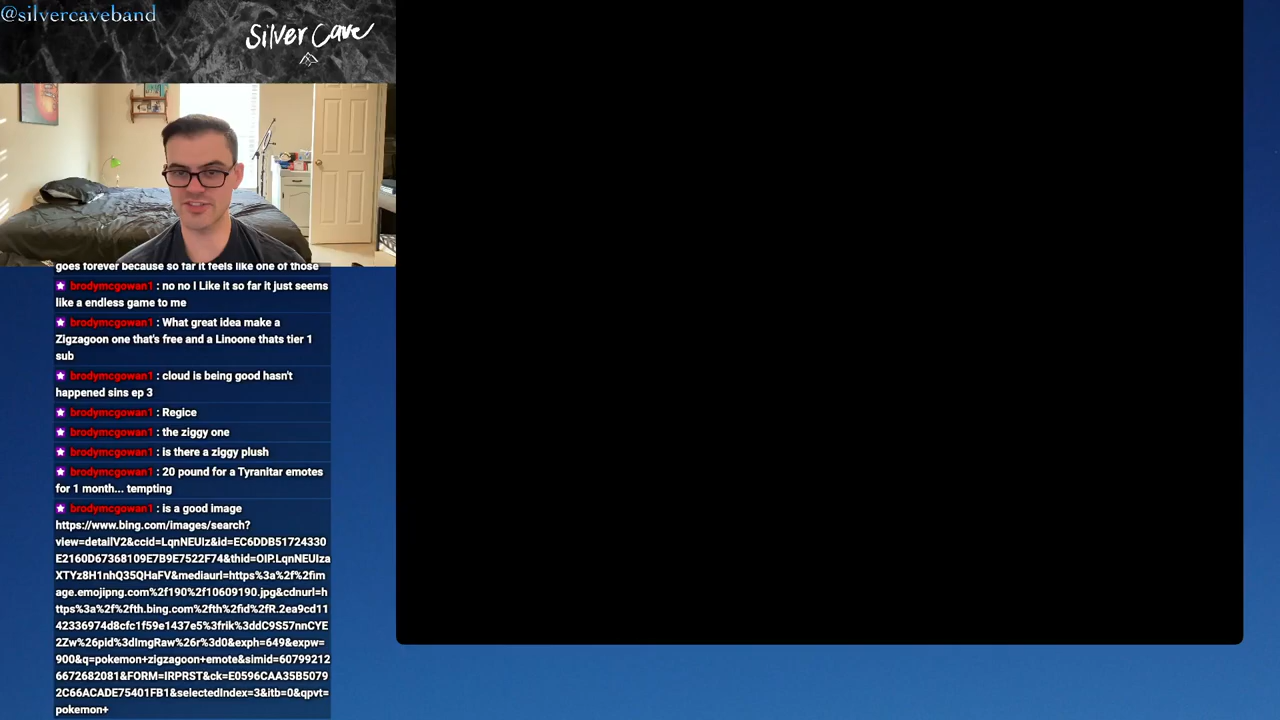 @silvercaveband
Silver Cave
goes forever because so far it feels like one of those
brodymcgowan1 : no no I Like it so far it just seems
like a endless game to me
brodymcgowan1 : What great idea make a
Zigzagoon one that's free and a Linoone thats tier 1
sub
brodymcgowan1 : cloud is being good hasn't
happened sins ep 3
brodymcgowan1 : Regice
brodymcgowan1 : the ziggy one
brodymcgowan1 : is there a ziggy plush
brodymcgowan1 : 20 pound for a Tyranitar emotes
for 1 month... tempting
brodymcgowan1 : is a good image
https://www.bing.com/images/search?
view=detailV2&ccid=LqnNEUIz&id=EC6DDB51724330
E2160D67368109E7B9E7522F74&thid=OIP.LqnNEUIza
XTYz8H1nhQ35QHaFV&mediaurl=https%3a%2f%2fim
age.emojipng.com%2f190%2f10609190.jpg&cdnurl=h
ttps%3a%2f%2fth.bing.com%2fth%2fid%2fR.2ea9cd11
42336974d8cfc1f59e1437e5%3frik%3ddC9S57nnCYE
2Zw%26pid%3dImgRaw%26r%3d0&exph=649&expw=
900&q=pokemon+zigzagoon+emote&simid=60799212
6672682081&FORM=IRPRST&ck=E0596CAA35B5079
2C66ACADE75401FB1&selectedIndex=3&itb=0&qpvt=
pokemon+